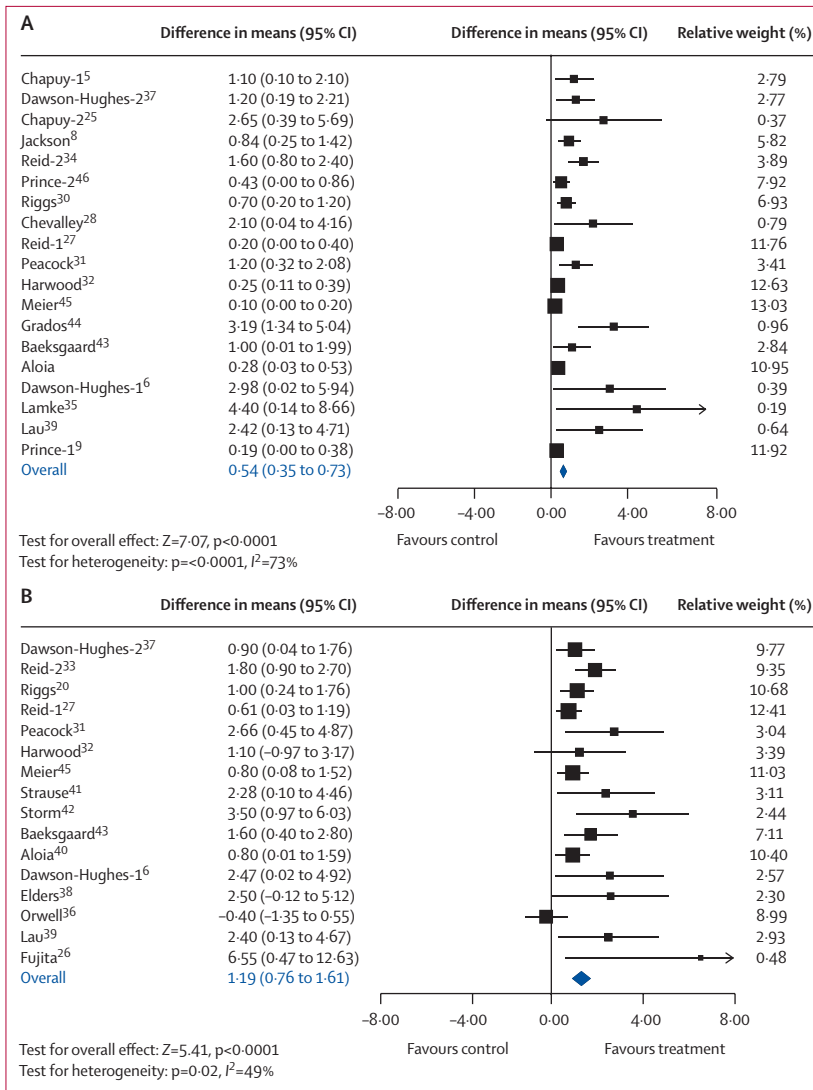 A
Difference in means (95% CI) Difference in means (95% CI) Relative weight (%)
Chapuy-1⁵ 1·10 (0·10 to 2·10) 2·79
Dawson-Hughes-2³⁷ 1·20 (0·19 to 2·21) 2·77
Chapuy-2²⁵ 2·65 (0·39 to 5·69) 0·37
Jackson⁸ 0·84 (0·25 to 1·42) 5·82
Reid-2³⁴ 1·60 (0·80 to 2·40) 3·89
Prince-2⁴⁶ 0·43 (0·00 to 0·86) 7·92
Riggs³⁰ 0·70 (0·20 to 1·20) 6·93
Chevalley²⁸ 2·10 (0·04 to 4·16) 0·79
Reid-1²⁷ 0·20 (0·00 to 0·40) 11·76
Peacock³¹ 1·20 (0·32 to 2·08) 3·41
Harwood³² 0·25 (0·11 to 0·39) 12·63
Meier⁴⁵ 0·10 (0·00 to 0·20) 13·03
Grados⁴⁴ 3·19 (1·34 to 5·04) 0·96
Baeksgaard⁴³ 1·00 (0·01 to 1·99) 2·84
Aloia 0·28 (0·03 to 0·53) 10·95
Dawson-Hughes-1⁶ 2·98 (0·02 to 5·94) 0·39
Lamke³⁵ 4·40 (0·14 to 8·66) 0·19
Lau³⁹ 2·42 (0·13 to 4·71) 0·64
Prince-1⁹ 0·19 (0·00 to 0·38) 11·92
Overall 0·54 (0·35 to 0·73)
–8·00 –4·00 0·00 4·00 8·00
Favours control Favours treatment
Test for overall effect: Z=7·07, p<0·0001
Test for heterogeneity: p=<0·0001, I²=73%
B
Difference in means (95% CI) Difference in means (95% CI) Relative weight (%)
Dawson-Hughes-2³⁷ 0·90 (0·04 to 1·76) 9·77
Reid-2³³ 1·80 (0·90 to 2·70) 9·35
Riggs²⁰ 1·00 (0·24 to 1·76) 10·68
Reid-1²⁷ 0·61 (0·03 to 1·19) 12·41
Peacock³¹ 2·66 (0·45 to 4·87) 3·04
Harwood³² 1·10 (–0·97 to 3·17) 3·39
Meier⁴⁵ 0·80 (0·08 to 1·52) 11·03
Strause⁴¹ 2·28 (0·10 to 4·46) 3·11
Storm⁴² 3·50 (0·97 to 6·03) 2·44
Baeksgaard⁴³ 1·60 (0·40 to 2·80) 7·11
Aloia⁴⁰ 0·80 (0·01 to 1·59) 10·40
Dawson-Hughes-1⁶ 2·47 (0·02 to 4·92) 2·57
Elders³⁸ 2·50 (–0·12 to 5·12) 2·30
Orwell³⁶ –0·40 (–1·35 to 0·55) 8·99
Lau³⁹ 2·40 (0·13 to 4·67) 2·93
Fujita²⁶ 6·55 (0·47 to 12·63) 0·48
Overall 1·19 (0·76 to 1·61)
–8·00 –4·00 0·00 4·00 8·00
Favours control Favours treatment
Test for overall effect: Z=5.41, p<0·0001
Test for heterogeneity: p=0·02, I²=49%